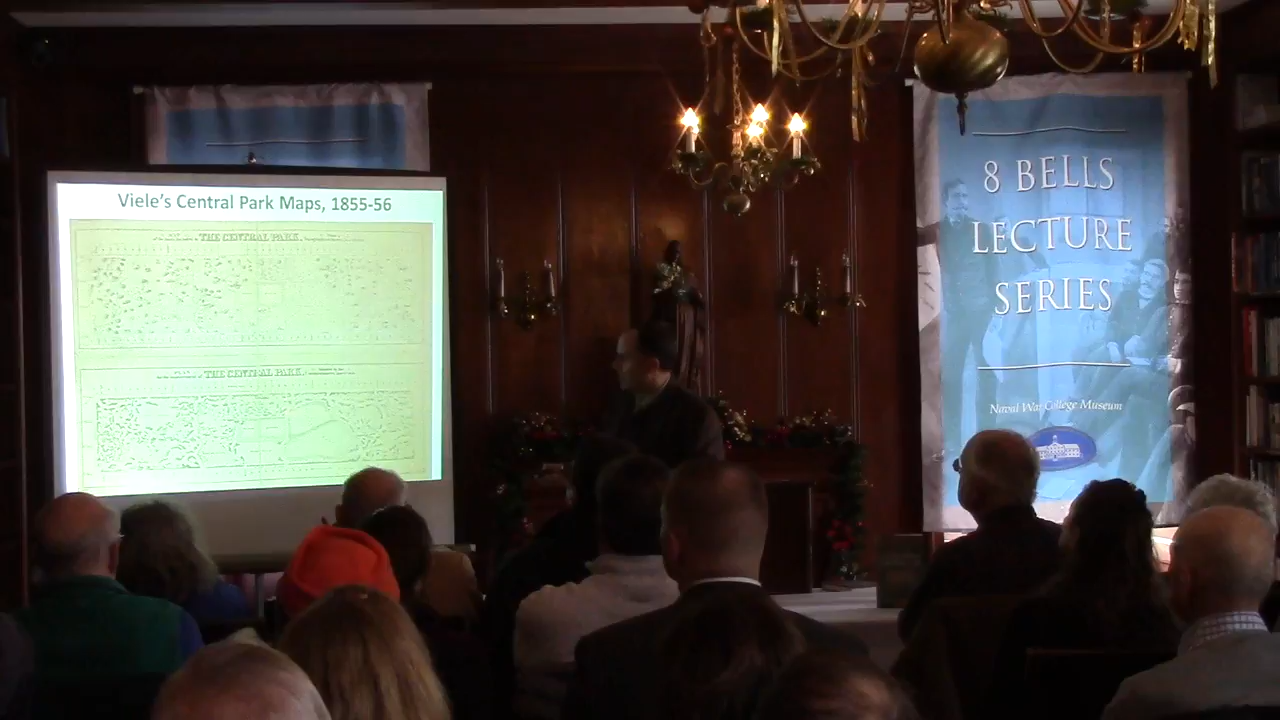 Viele's Central Park Maps, 1855-56
THE CENTRAL PARK.
THE CENTRAL PARK.
8 BELLS
LECTURE
SERIES
Naval War College Museum